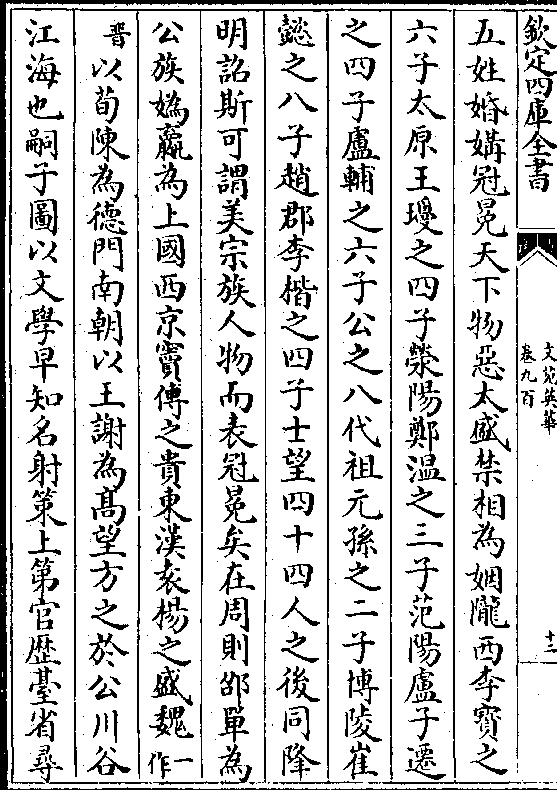 欽定四庫全書
文苑英華
卷九百
十三
五姓婚媾冠冕天下物惡太盛禁相為姻隴西李寶之
六子太原王瓊之四子滎陽鄭温之三子范陽盧子遷
之四子盧輔之六子公之八代祖元孫之二子博陵崔
懿之八子趙郡李楷之四子士望四十四人之後同降
明詔斯可謂美宗族人物而表冠冕矣在周則邵單為
公族媯嬴為上國西京竇傅之貴東漢袁楊之盛魏一作
晋以荀陳為德門南朝以王謝為髙望方之於公川谷
江海也嗣子圖以文學早知名射策上第官歴臺省尋